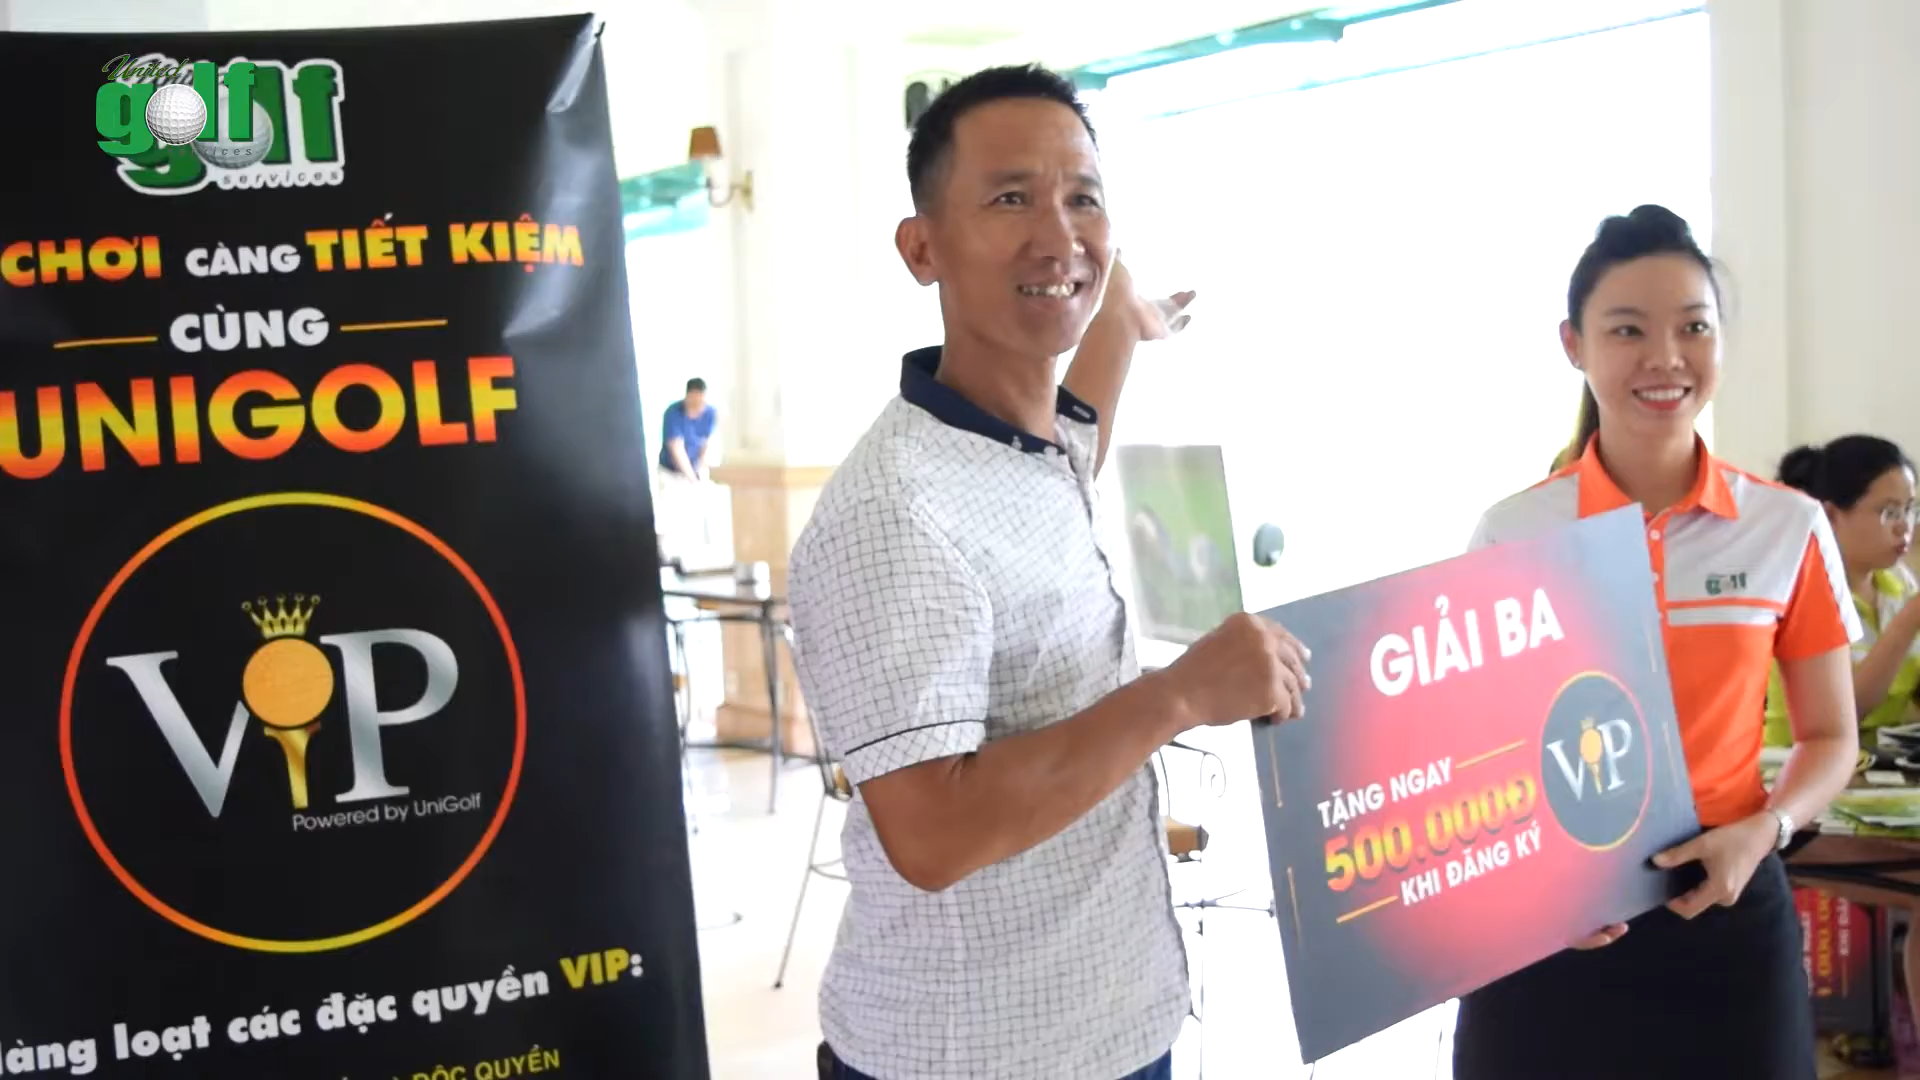 United
golf
services
CHƠI CÀNG TIẾT KIỆM
CÙNG
UNIGOLF
VIP
Powered by UniGolf
loạt các đặc quyền VIP:
ĐỘC QUYỀN
GIẢI BA
TẶNG NGAY
500.000Đ
KHI ĐĂNG KÝ
VIP
golf